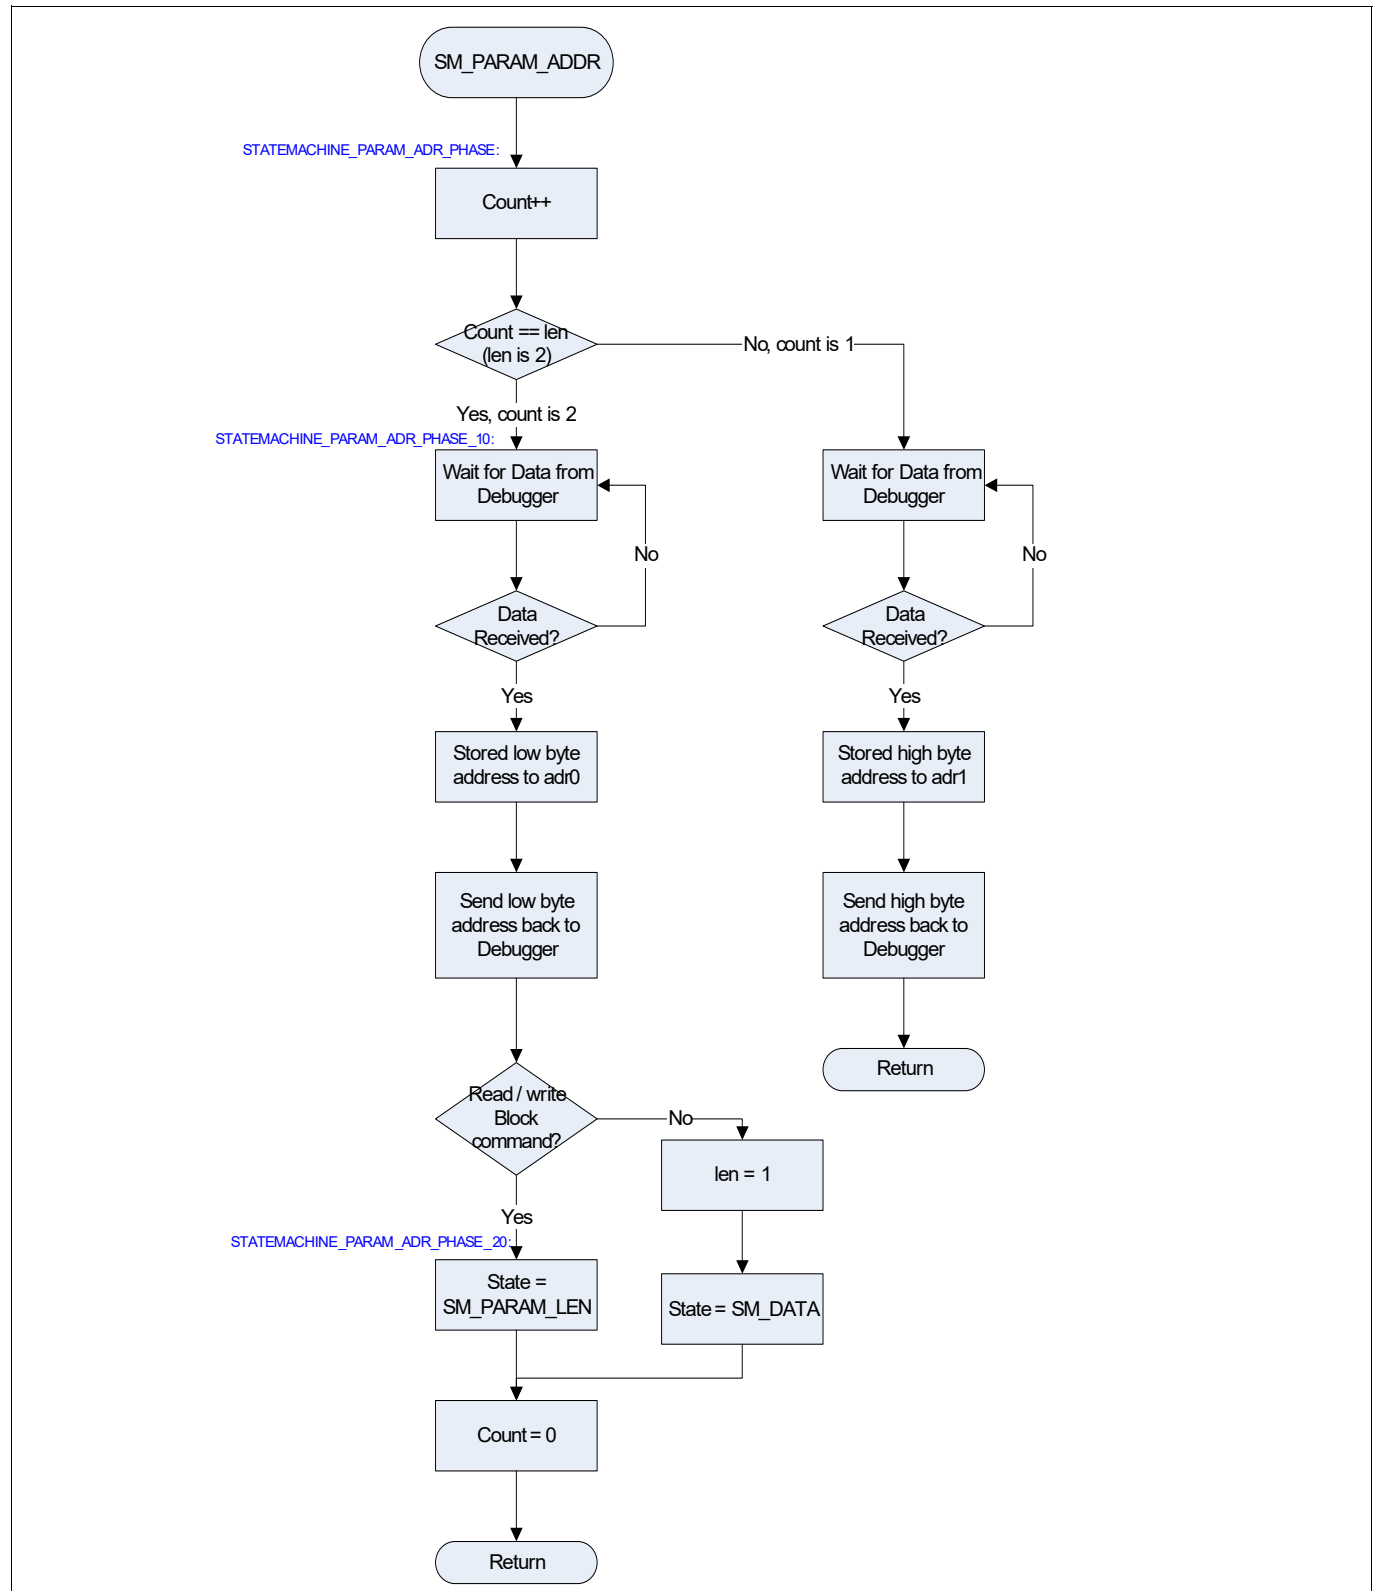 SM_PARAM_ADDR
STATEMACHINE_PARAM_ADR_PHASE:
Count++
Count == len
(len is 2)
No, count is 1
Yes, count is 2
STATEMACHINE_PARAM_ADR_PHASE_10:
Wait for Data from
Debugger
No
Data
Received?
Yes
Stored low byte
address to adr0
Send low byte
address back to
Debugger
Wait for Data from
Debugger
No
Data
Received?
Yes
Stored high byte
address to adr1
Send high byte
address back to
Debugger
Return
Read / write
Block
command?
No
len = 1
State = SM_DATA
Yes
STATEMACHINE_PARAM_ADR_PHASE_20:
State =
SM_PARAM_LEN
Count = 0
Return